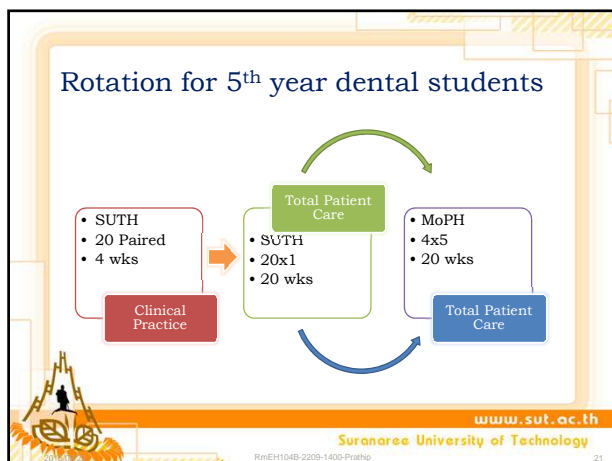 Rotation for 5th year dental students
• SUTH
• 20 Paired
• 4 wks
Clinical
Practice
Total Patient
Care
• SUTH
• 20x1
• 20 wks
• MoPH
• 4x5
• 20 wks
Total Patient
Care
www.sut.ac.th
Suranaree University of Technology
RmEH104B-2209-1400-Prathip
21